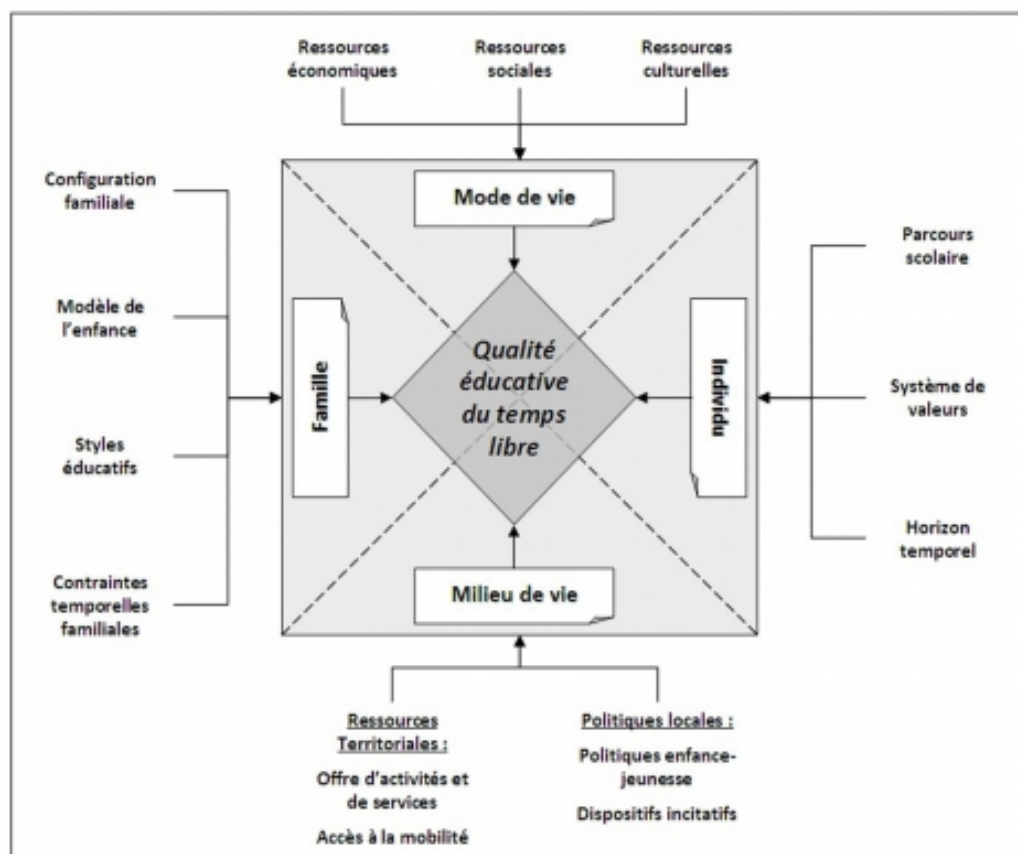 Ressources
économiques
Ressources
sociales
Ressources
culturelles
Mode de vie
Configuration
familiale
Modèle de
l'enfance
Styles
éducatifs
Contraintes
temporelles
familiales
Famille
Qualité
éducative
du temps
libre
Individu
Parcours
scolaire
Système de
valeurs
Horizon
temporel
Milieu de vie
Ressources
Territoriales :
Offre d'activités et
de services
Accès à la mobilité
Politiques locales :
Politiques enfance-
jeunesse
Dispositifs incitatifs